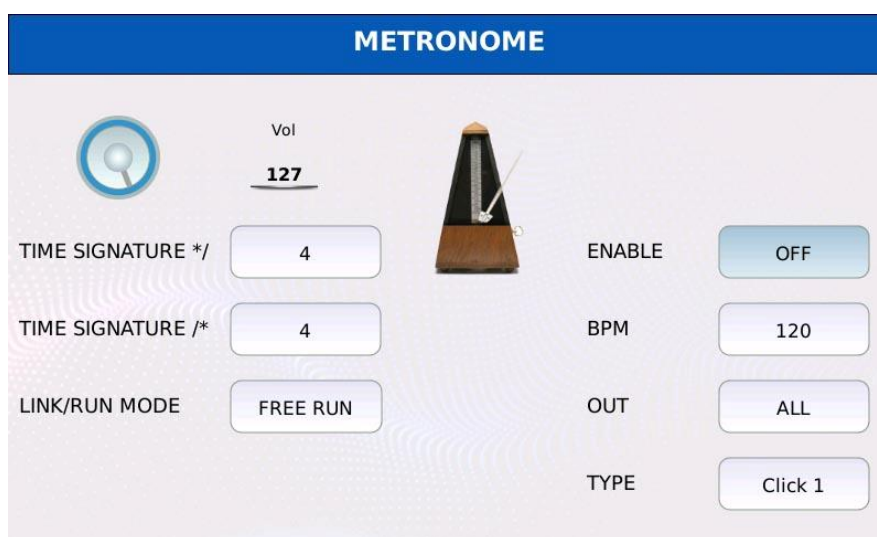 METRONOME
Vol
127
TIME SIGNATURE */ 4
ENABLE OFF
TIME SIGNATURE /* 4
BPM 120
LINK/RUN MODE FREE RUN
OUT ALL
TYPE Click 1